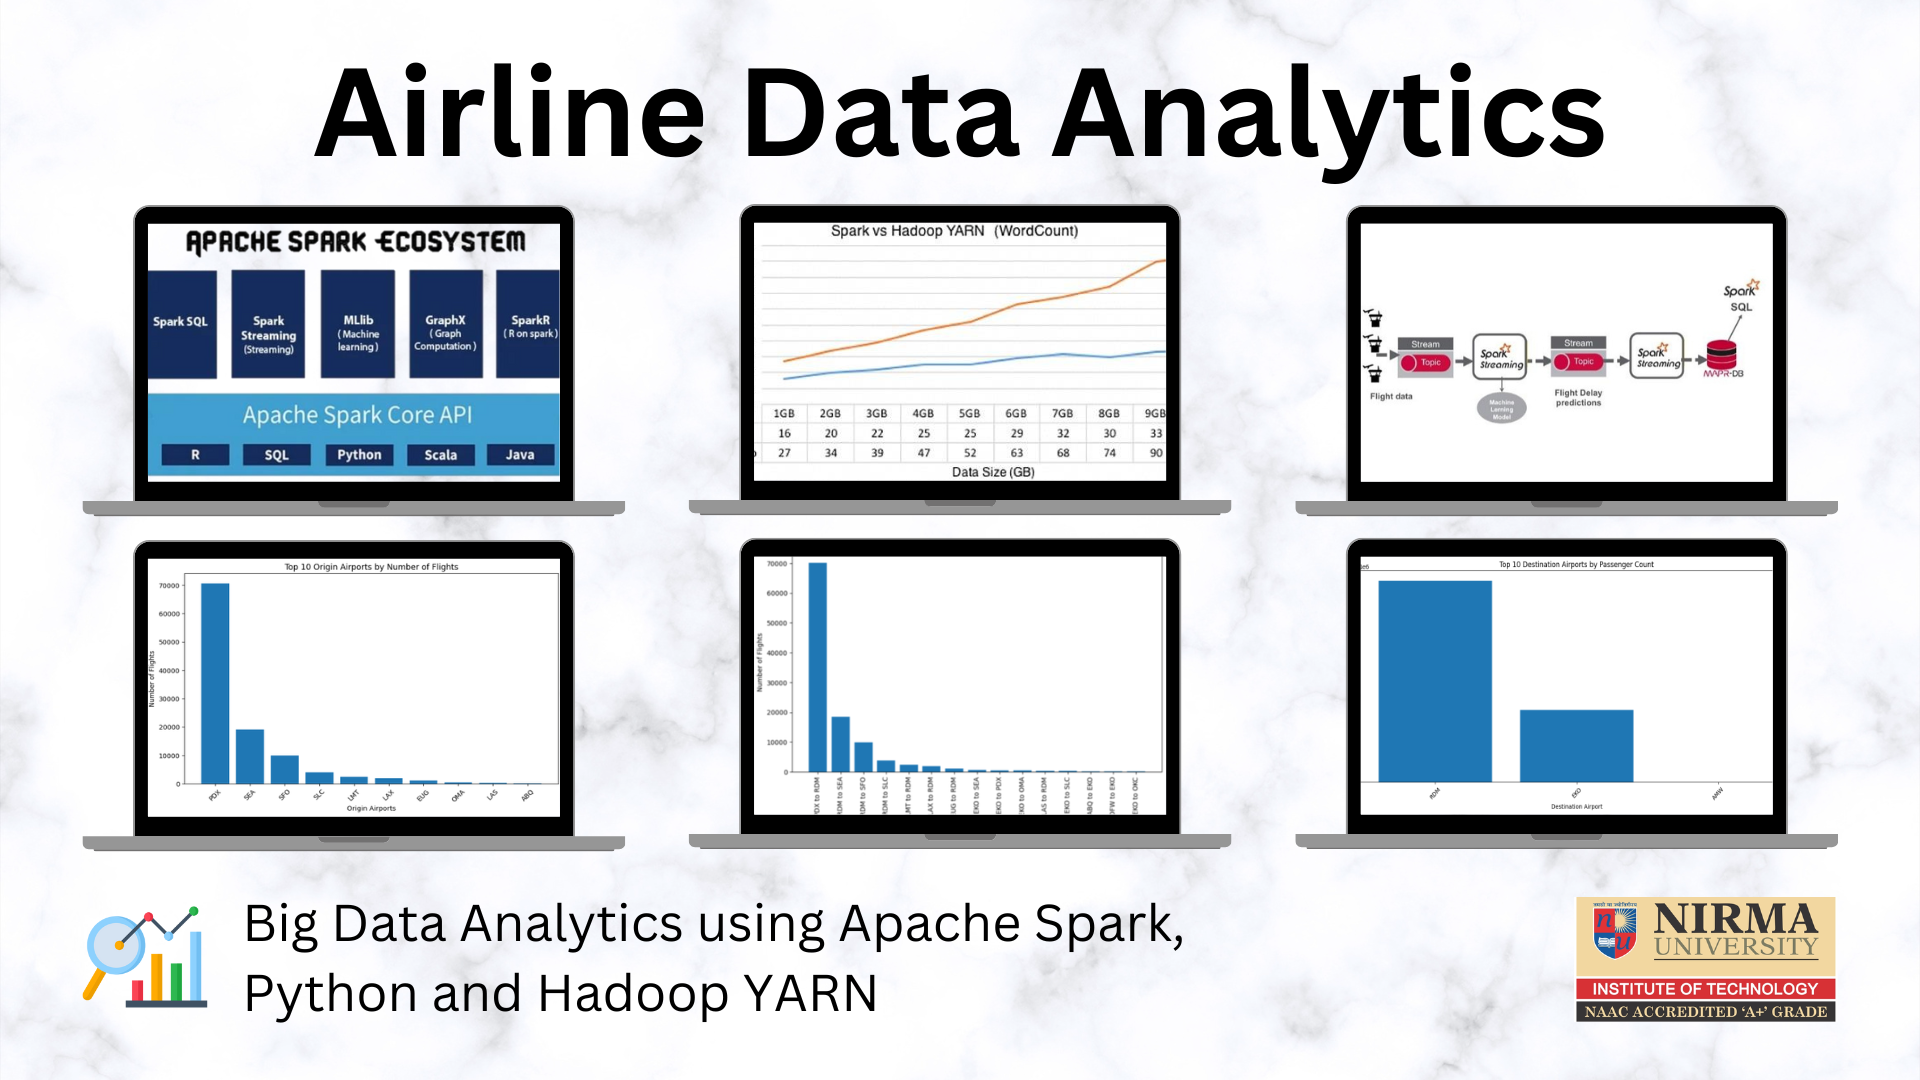 Airline Data Analytics
APACHE SPARK ECOSYSTEM
Spark SQL
Spark
Streaming
(Streaming)
MLlib
( Machine
learning )
GraphX
( Graph
Computation )
SparkR
( R on spark )
Apache Spark Core API
R SQL Python Scala Java
Spark vs Hadoop YARN (WordCount)
1GB 2GB 3GB 4GB 5GB 6GB 7GB 8GB 9GB
16 20 22 25 25 29 32 30 33
27 34 39 47 52 63 68 74 90
Data Size (GB)
Flight data
Stream
Topic
Spark
Streaming
Machine
Lerning
Model
Stream
Topic
Flight Delay
predictions
Spark
Streaming
MAPR-DB
Spark
SQL
Top 10 Origin Airports by Number of Flights
Number of Flights
70000
60000
50000
40000
30000
20000
10000
0
PDX SEA SFO SLC LMT LAX EUG OMA LAS ABQ
Origin Airports
Number of Flights
70000
60000
50000
40000
30000
20000
10000
0
PDX to RDM
RDM to SEA
RDM to SFO
RDM to SLC
LMT to RDM
LAX to RDM
EUG to RDM
EKO to SEA
EKO to PDX
EKO to OMA
LAS to RDM
EKO to SLC
ABQ to EKO
DFW to EKO
EKO to OKC
1e6
Top 10 Destination Airports by Passenger Count
RDM EKO AMW
Destination Airport
Big Data Analytics using Apache Spark,
Python and Hadoop YARN
nu
NIRMA
UNIVERSITY
INSTITUTE OF TECHNOLOGY
NAAC ACCREDITED 'A+' GRADE